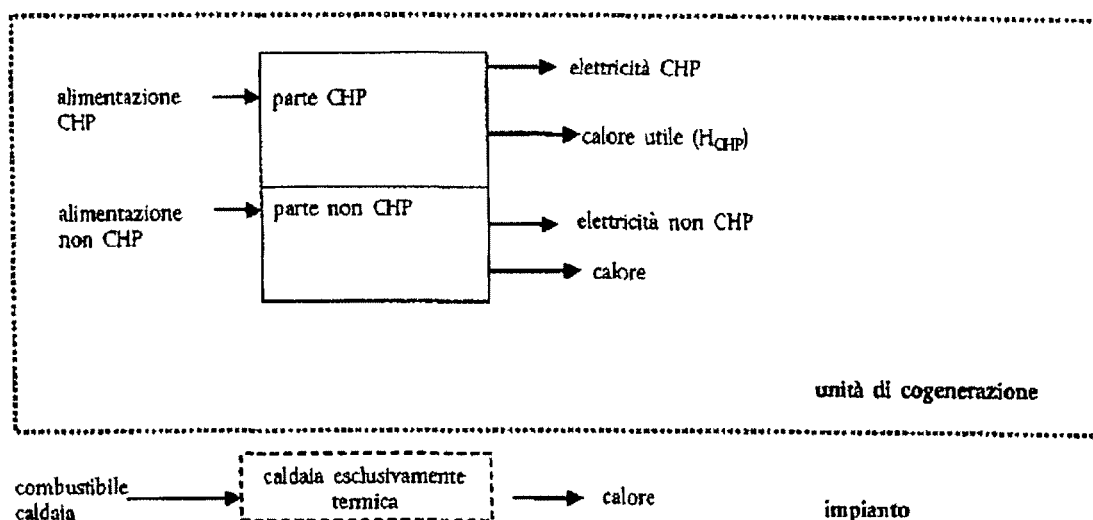 elettricità CHP
alimentazione
CHP
parte CHP
calore utile (H_CHP)
alimentazione
non CHP
parte non CHP
elettricità non CHP
calore
unità di cogenerazione
combustibile
caldaia
caldaia esclusivamente
termica
calore
impianto